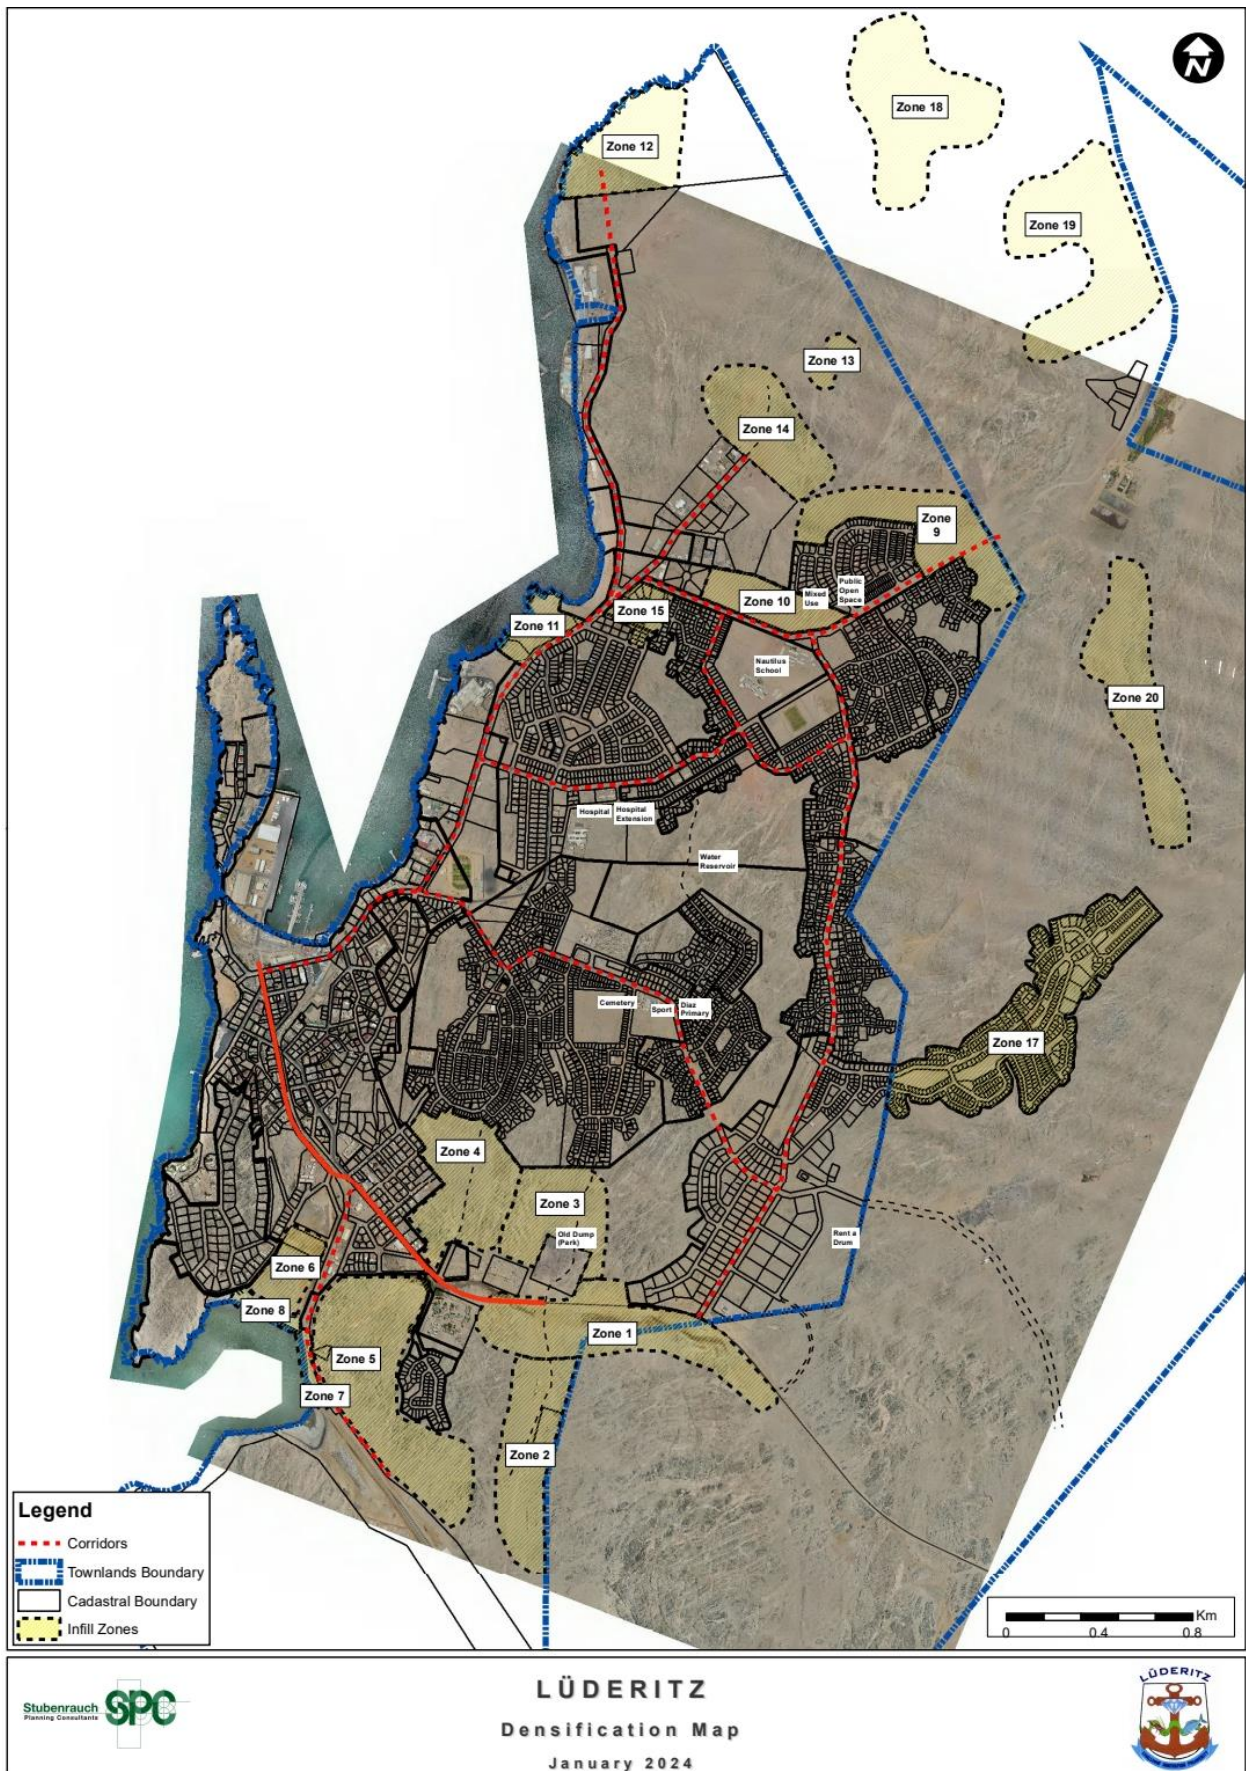 N
Zone 18
Zone 12
Zone 19
Zone 13
Zone 14
Zone
9
Public
Open
Space
Mixed
Use
Zone 10
Zone 15
Zone 11
Nautilus
School
Zone 20
Hospital
Hospital
Extension
Water
Reservoir
Cemetery
Sport
Diaz
Primary
Zone 17
Zone 4
Zone 3
Old Dump
(Park)
Rent a
Drum
Zone 6
Zone 8
Zone 1
Zone 5
Zone 7
Zone 2
Legend
Corridors
Townlands Boundary
Cadastral Boundary
Infill Zones
Km
0 0.4 0.8
Stubenrauch
Planning Consultants
SPC
LÜDERITZ
Densification Map
January 2024
LÜDERITZ